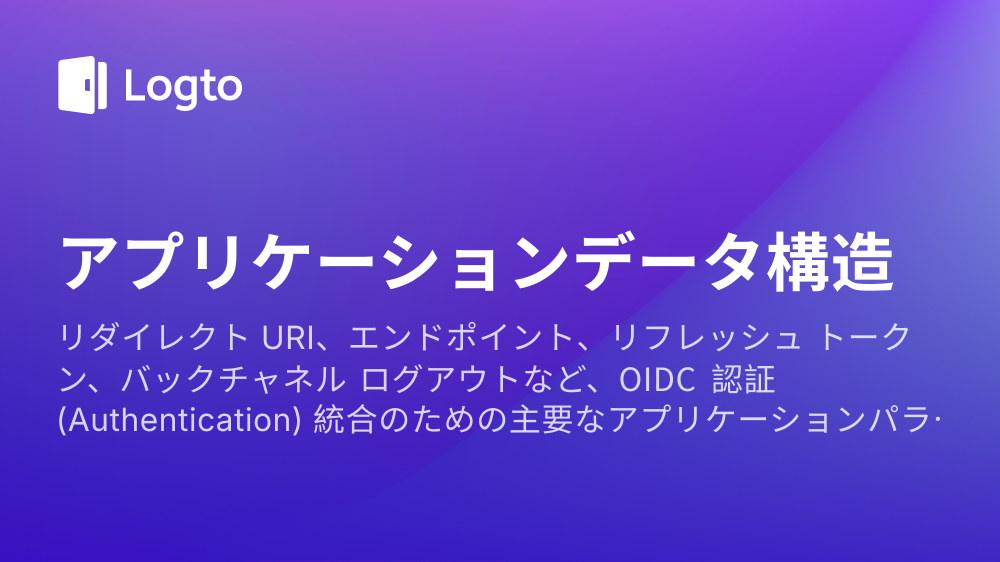 Logto
アプリケーションデータ構造
リダイレクト URI、エンドポイント、リフレッシュ トーク
ン、バックチャネル ログアウトなど、OIDC 認証
(Authentication) 統合のための主要なアプリケーションパラ·